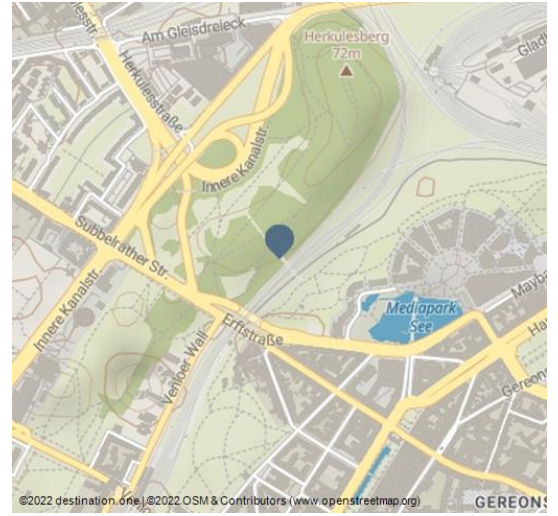 Am Gleisdreieck
Herkulesstraße
Herkulesberg
72m
Innere Kanalstr.
Subbelrather Str.
Innere Kanalstr.
Erftstraße
Venloer Wall
Mediapark
See
GEREONS
©2022 destination.one | ©2022 OSM & Contributors (www.openstreetmap.org)